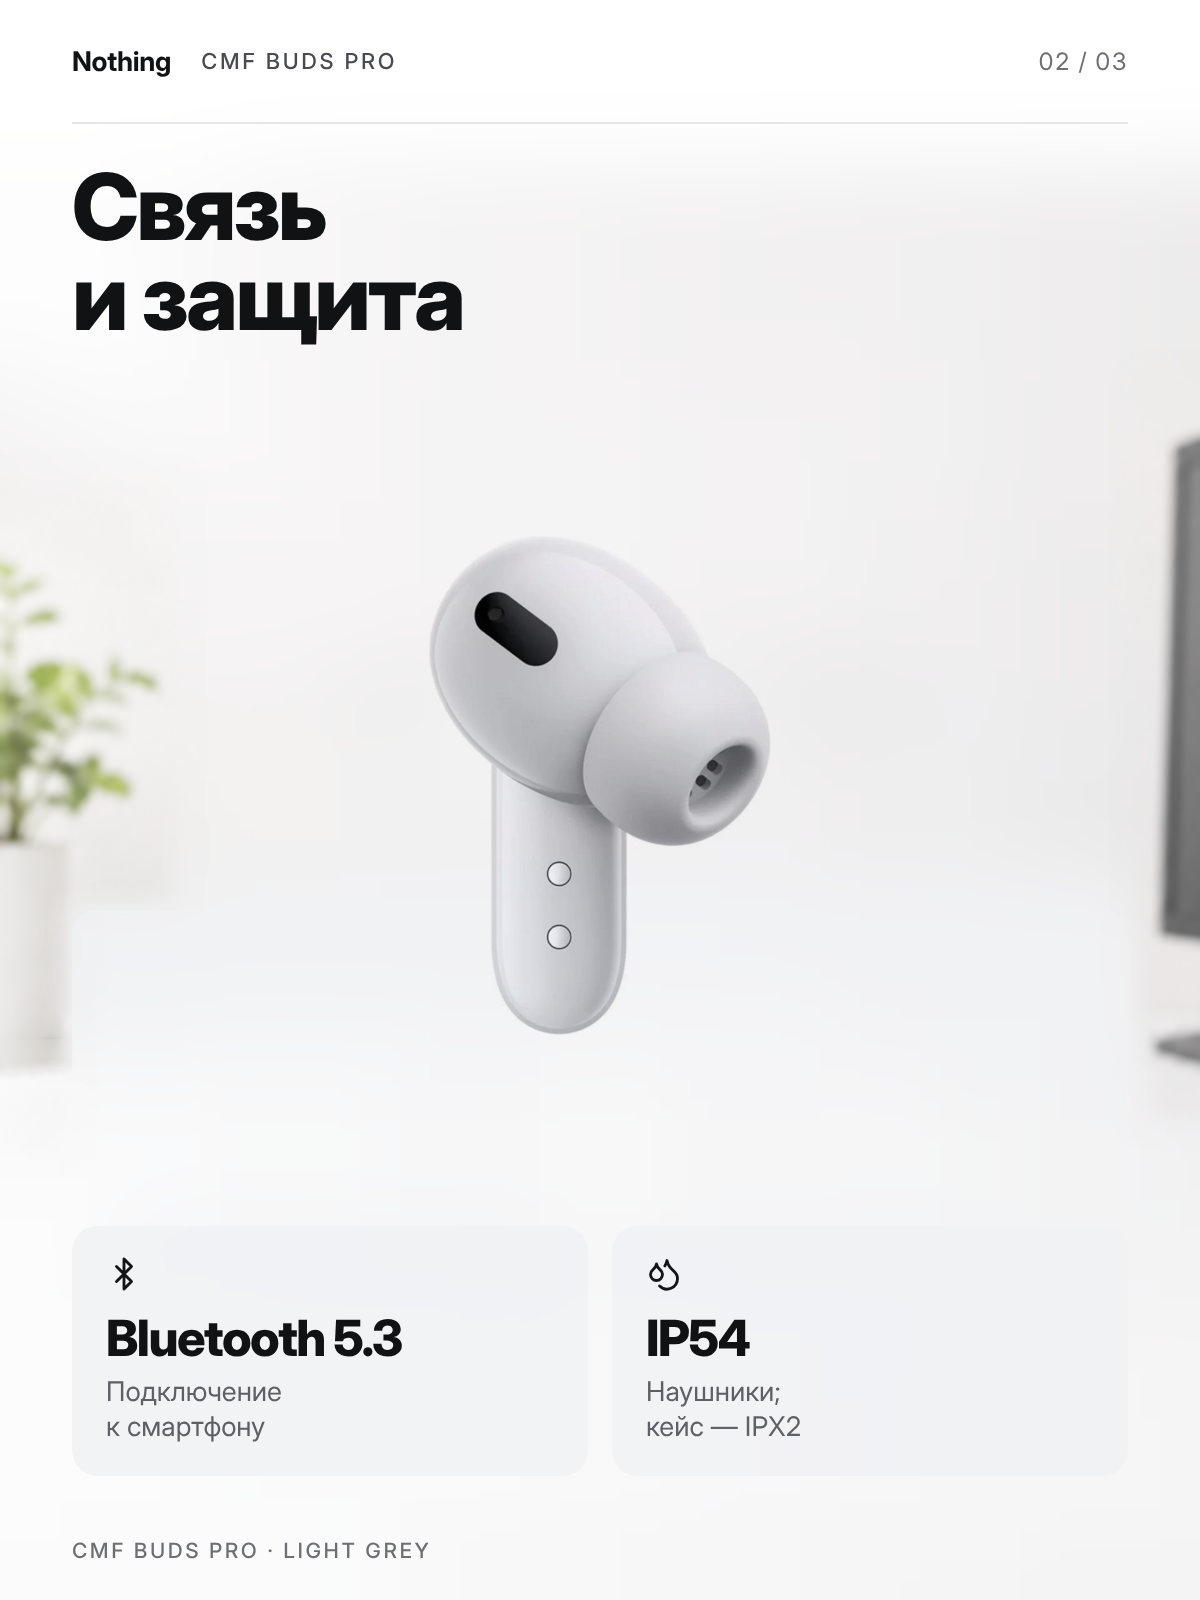 Nothing CMF BUDS PRO 02 / 03
Связь
и защита
Bluetooth 5.3
Подключение
к смартфону
IP54
Наушники;
кейс — IPX2
CMF BUDS PRO · LIGHT GREY